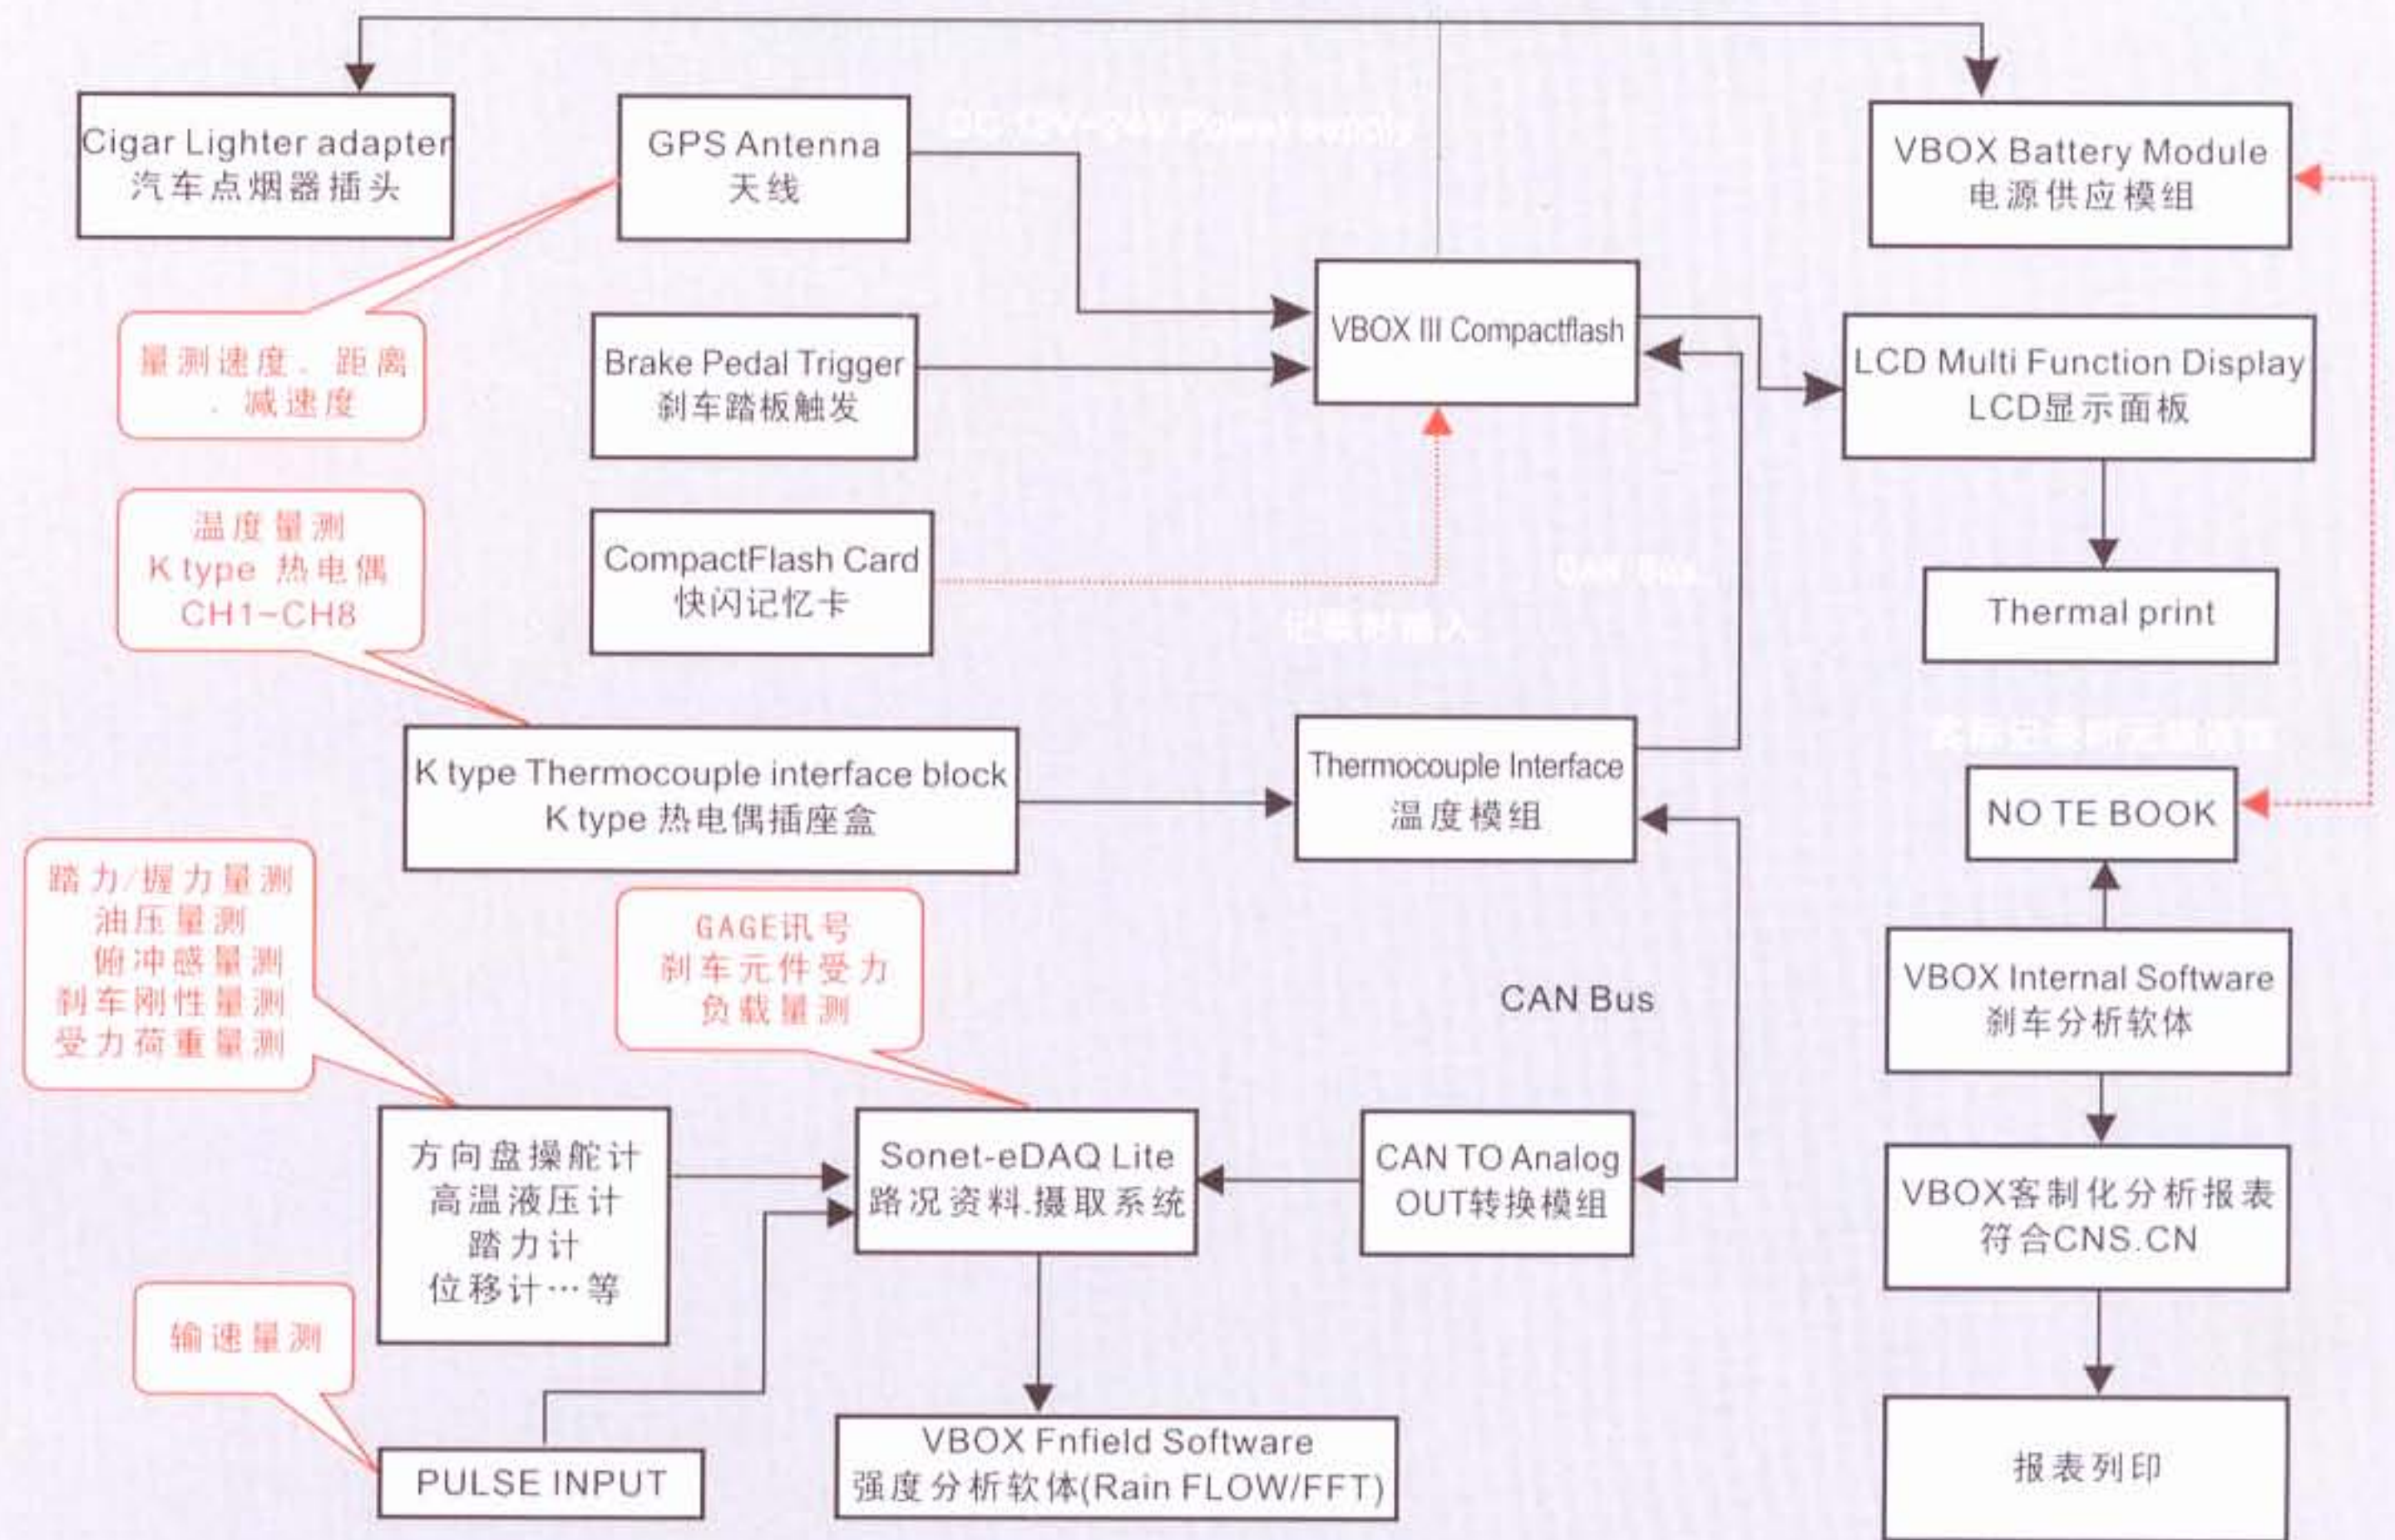 Cigar Lighter adapter
汽车点烟器插头
GPS Antenna
天线
VBOX Battery Module
电源供应模组
量测速度．距离
．减速度
Brake Pedal Trigger
刹车踏板触发
VBOX III Compactflash
LCD Multi Function Display
LCD显示面板
温度量测
K type 热电偶
CH1~CH8
CompactFlash Card
快闪记忆卡
CAN Bus
Thermal print
K type Thermocouple interface block
K type 热电偶插座盒
Thermocouple Interface
温度模组
NO TE BOOK
踏力/握力量测
油压量测
俯冲感量测
刹车刚性量测
受力荷重量测
GAGE讯号
刹车元件受力
负载量测
CAN Bus
VBOX Internal Software
刹车分析软体
方向盘操舵计
高温液压计
踏力计
位移计…等
Sonet-eDAQ Lite
路况资料.摄取系统
CAN TO Analog
OUT转换模组
VBOX客制化分析报表
符合CNS.CN
输速量测
PULSE INPUT
VBOX Fnfield Software
强度分析软体(Rain FLOW/FFT)
报表列印